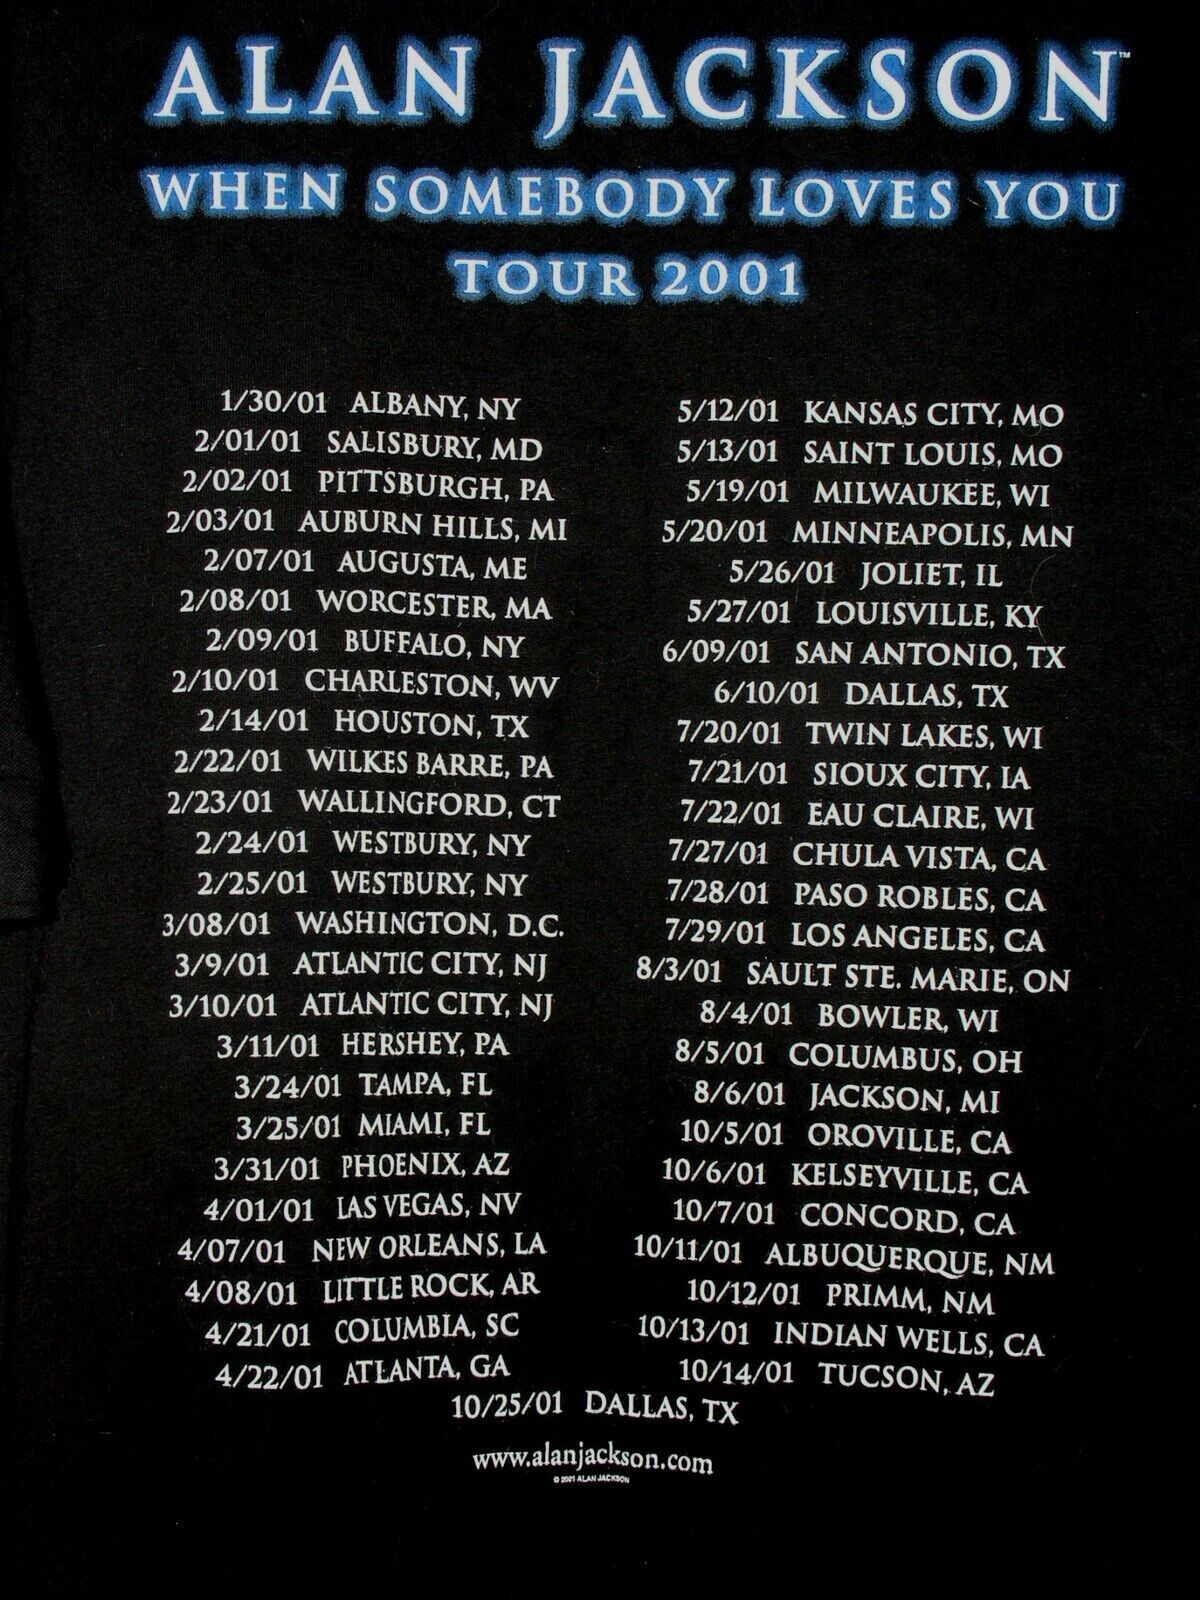 ALAN JACKSON™
WHEN SOMEBODY LOVES YOU
TOUR 2001
1/30/01 ALBANY, NY
2/01/01 SALISBURY, MD
2/02/01 PITTSBURGH, PA
2/03/01 AUBURN HILLS, MI
2/07/01 AUGUSTA, ME
2/08/01 WORCESTER, MA
2/09/01 BUFFALO, NY
2/10/01 CHARLESTON, WV
2/14/01 HOUSTON, TX
2/22/01 WILKES BARRE, PA
2/23/01 WALLINGFORD, CT
2/24/01 WESTBURY, NY
2/25/01 WESTBURY, NY
3/08/01 WASHINGTON, D.C.
3/9/01 ATLANTIC CITY, NJ
3/10/01 ATLANTIC CITY, NJ
3/11/01 HERSHEY, PA
3/24/01 TAMPA, FL
3/25/01 MIAMI, FL
3/31/01 PHOENIX, AZ
4/01/01 LAS VEGAS, NV
4/07/01 NEW ORLEANS, LA
4/08/01 LITTLE ROCK, AR
4/21/01 COLUMBIA, SC
4/22/01 ATLANTA, GA
5/12/01 KANSAS CITY, MO
5/13/01 SAINT LOUIS, MO
5/19/01 MILWAUKEE, WI
5/20/01 MINNEAPOLIS, MN
5/26/01 JOLIET, IL
5/27/01 LOUISVILLE, KY
6/09/01 SAN ANTONIO, TX
6/10/01 DALLAS, TX
7/20/01 TWIN LAKES, WI
7/21/01 SIOUX CITY, IA
7/22/01 EAU CLAIRE, WI
7/27/01 CHULA VISTA, CA
7/28/01 PASO ROBLES, CA
7/29/01 LOS ANGELES, CA
8/3/01 SAULT STE. MARIE, ON
8/4/01 BOWLER, WI
8/5/01 COLUMBUS, OH
8/6/01 JACKSON, MI
10/5/01 OROVILLE, CA
10/6/01 KELSEYVILLE, CA
10/7/01 CONCORD, CA
10/11/01 ALBUQUERQUE, NM
10/12/01 PRIMM, NM
10/13/01 INDIAN WELLS, CA
10/14/01 TUCSON, AZ
10/25/01 DALLAS, TX
www.alanjackson.com
© 2001 ALAN JACKSON